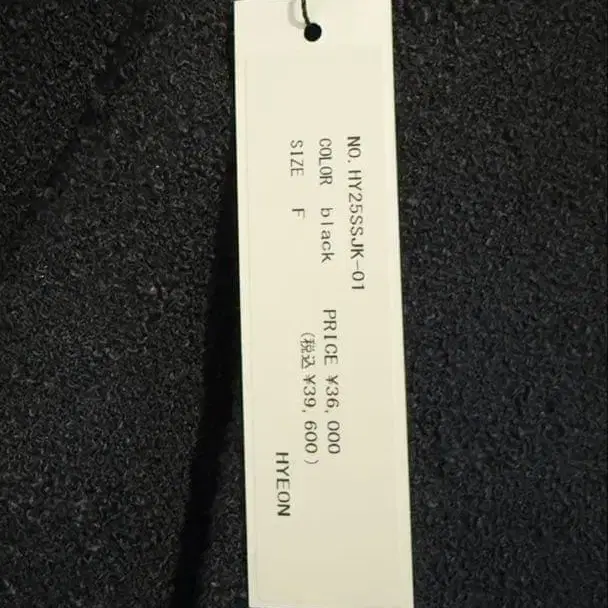 NO. HY25SSJK-01
COLOR black PRICE ¥36,000
SIZE F (税込 ¥39,600)
HYEON